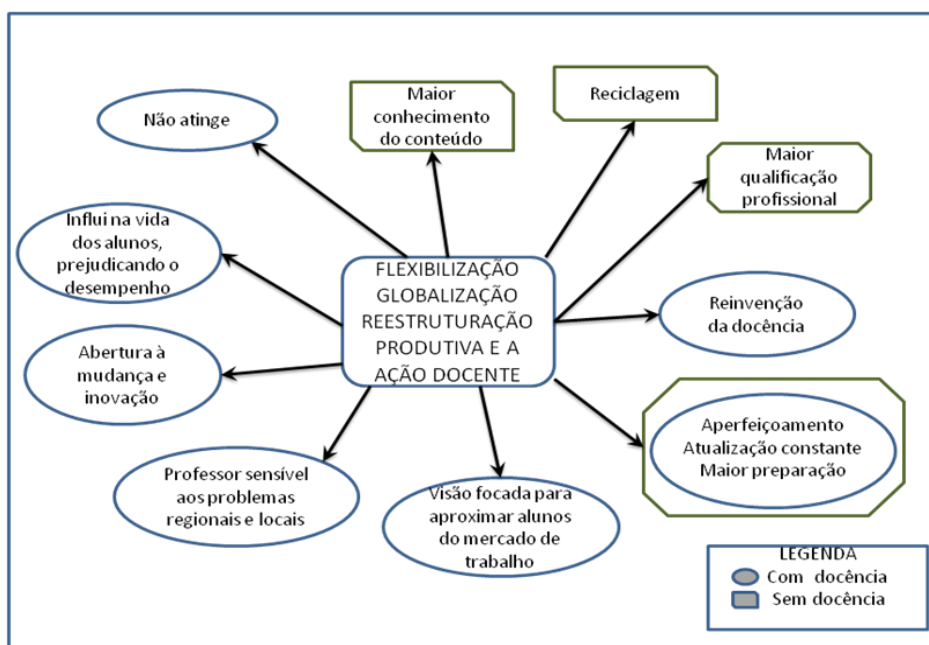 Não atinge
Maior
conhecimento
do conteúdo
Reciclagem
Maior
qualificação
profissional
Influi na vida
dos alunos,
prejudicando o
desempenho
FLEXIBILIZAÇÃO
GLOBALIZAÇÃO
REESTRUTURAÇÃO
PRODUTIVA E A
AÇÃO DOCENTE
Reinvenção
da docência
Abertura à
mudança e
inovação
Aperfeiçoamento
Atualização constante
Maior preparação
Professor sensível
aos problemas
regionais e locais
Visão focada para
aproximar alunos
do mercado de
trabalho
LEGENDA
Com docência
Sem docência